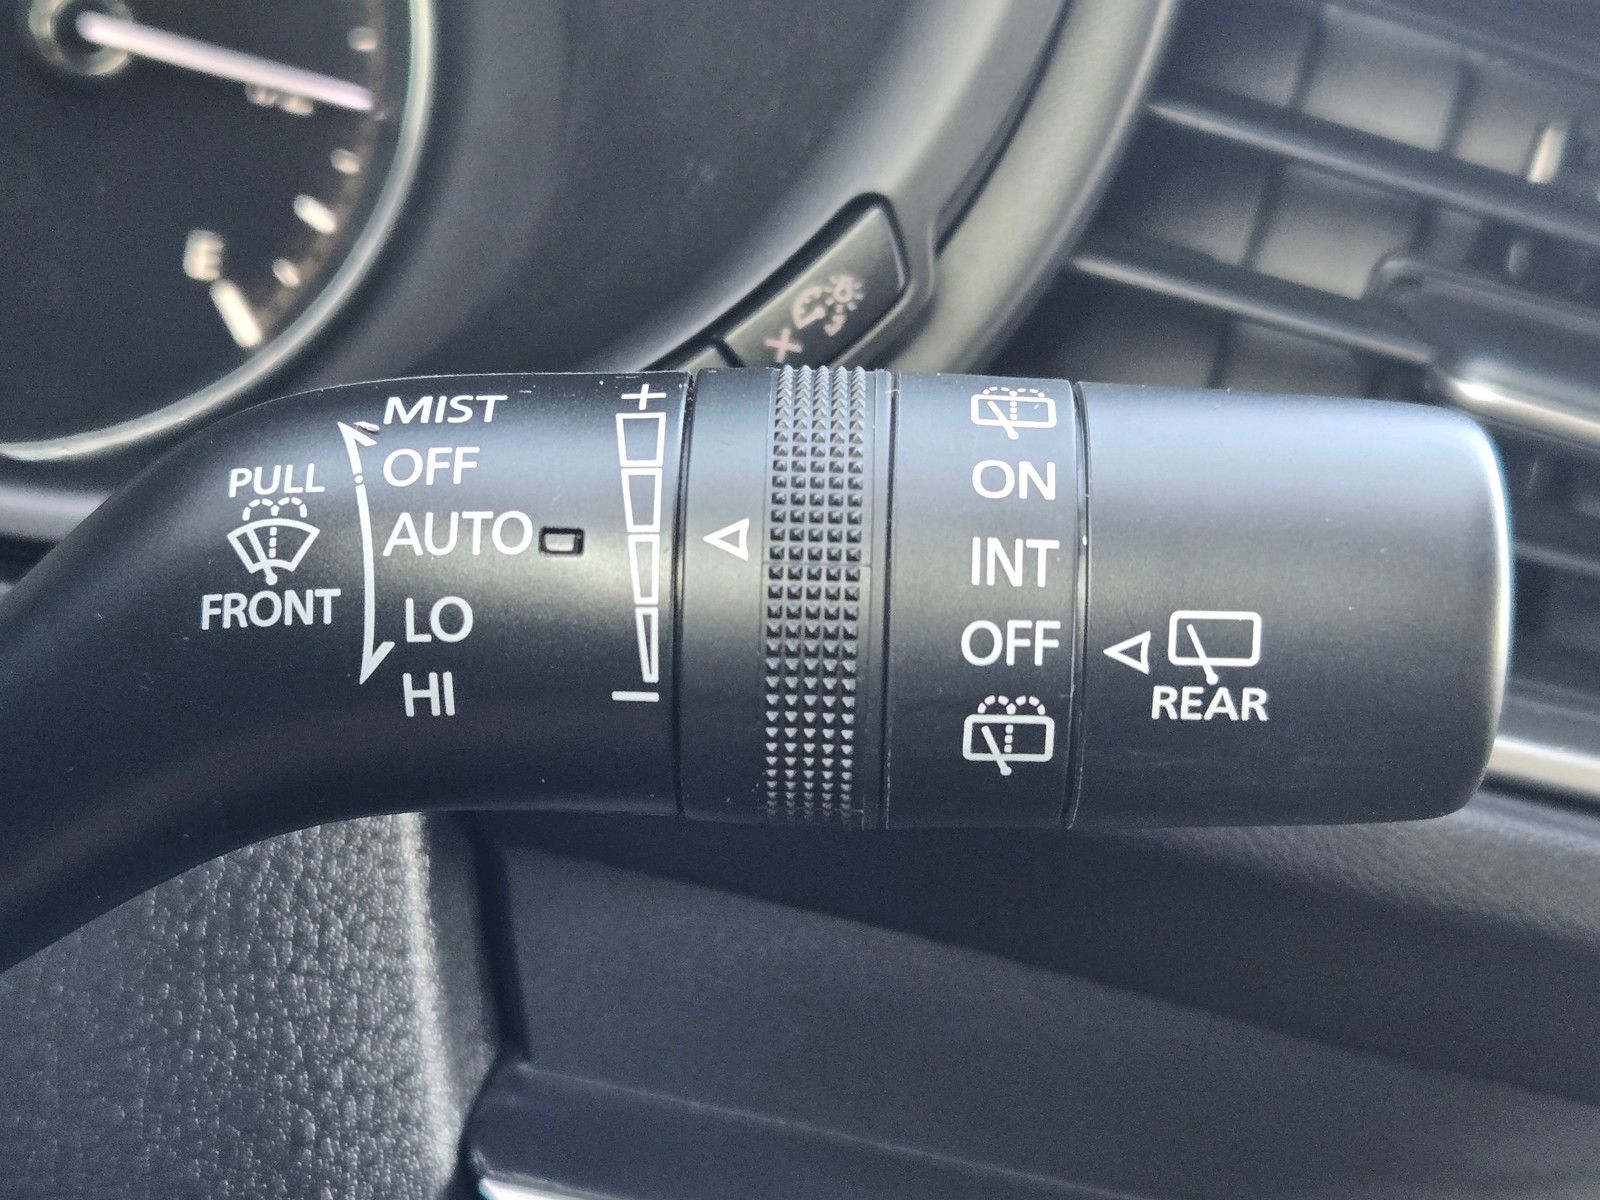 E
PULL
FRONT
MIST
OFF
AUTO
LO
HI
+
−
ON
INT
OFF
REAR
+